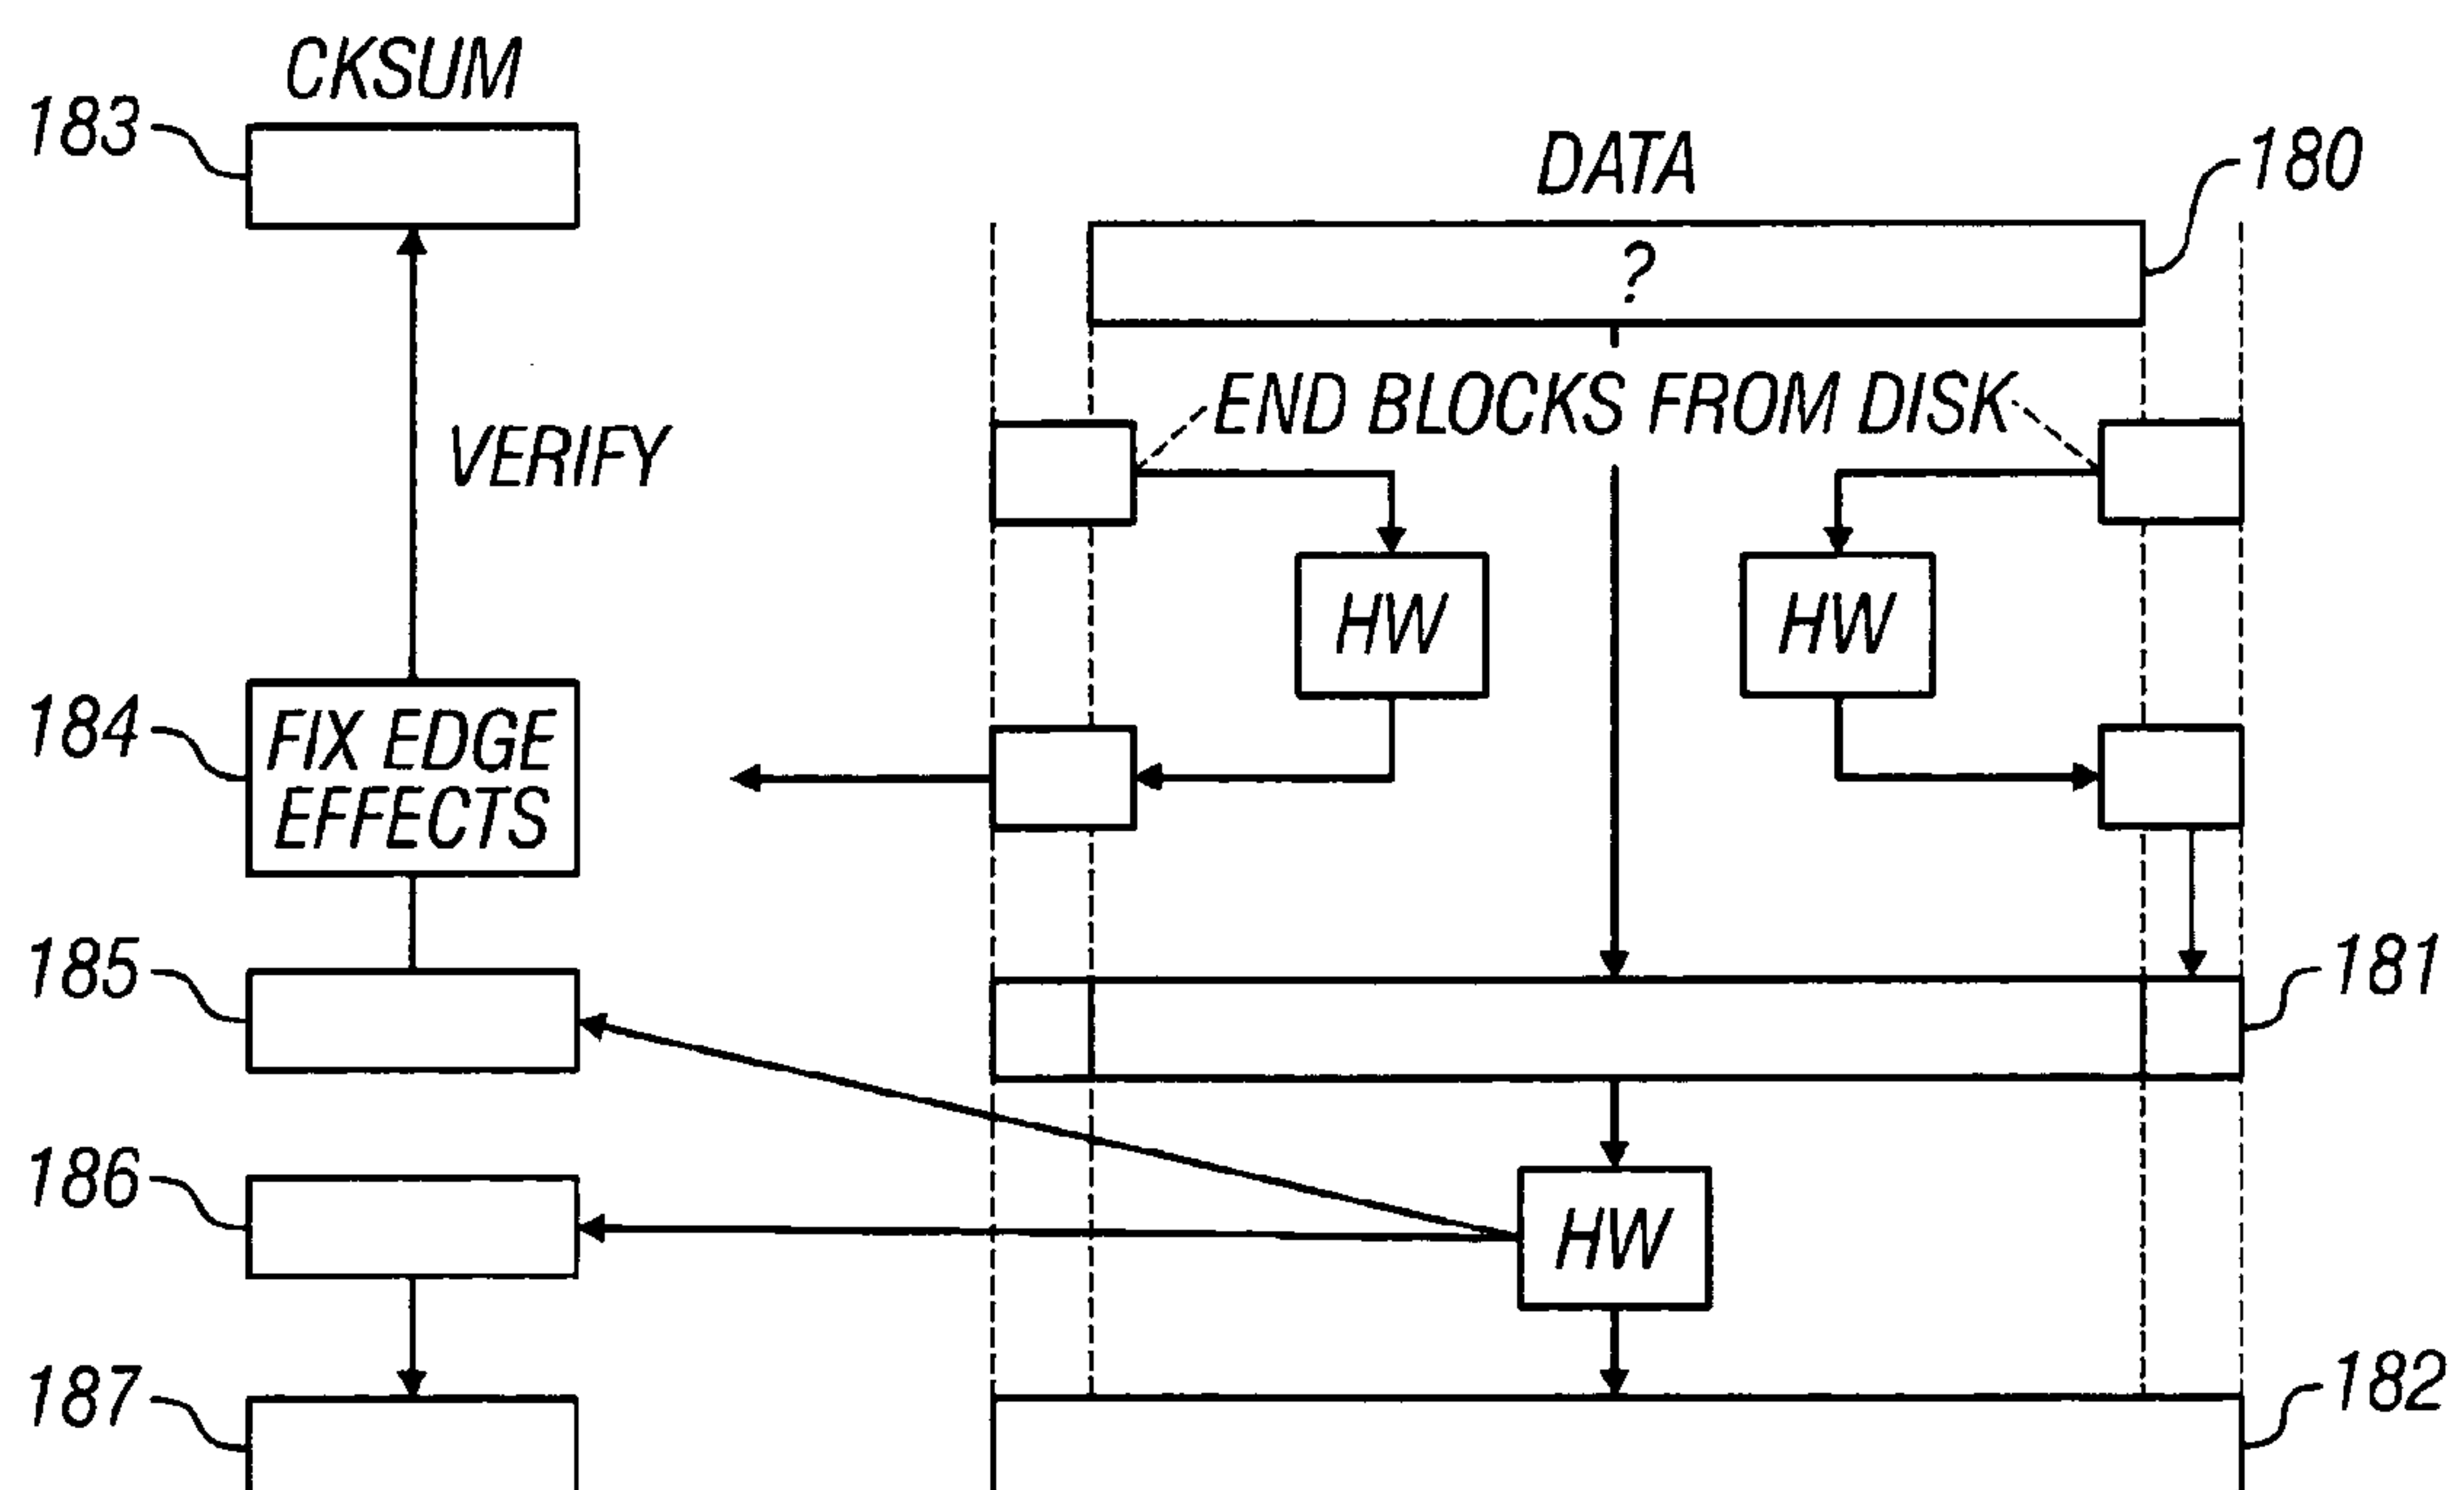 CKSUM
183
DATA
180
?
END BLOCKS FROM DISK
VERIFY
HW
HW
184
FIX EDGE
EFFECTS
185
181
186
HW
187
182